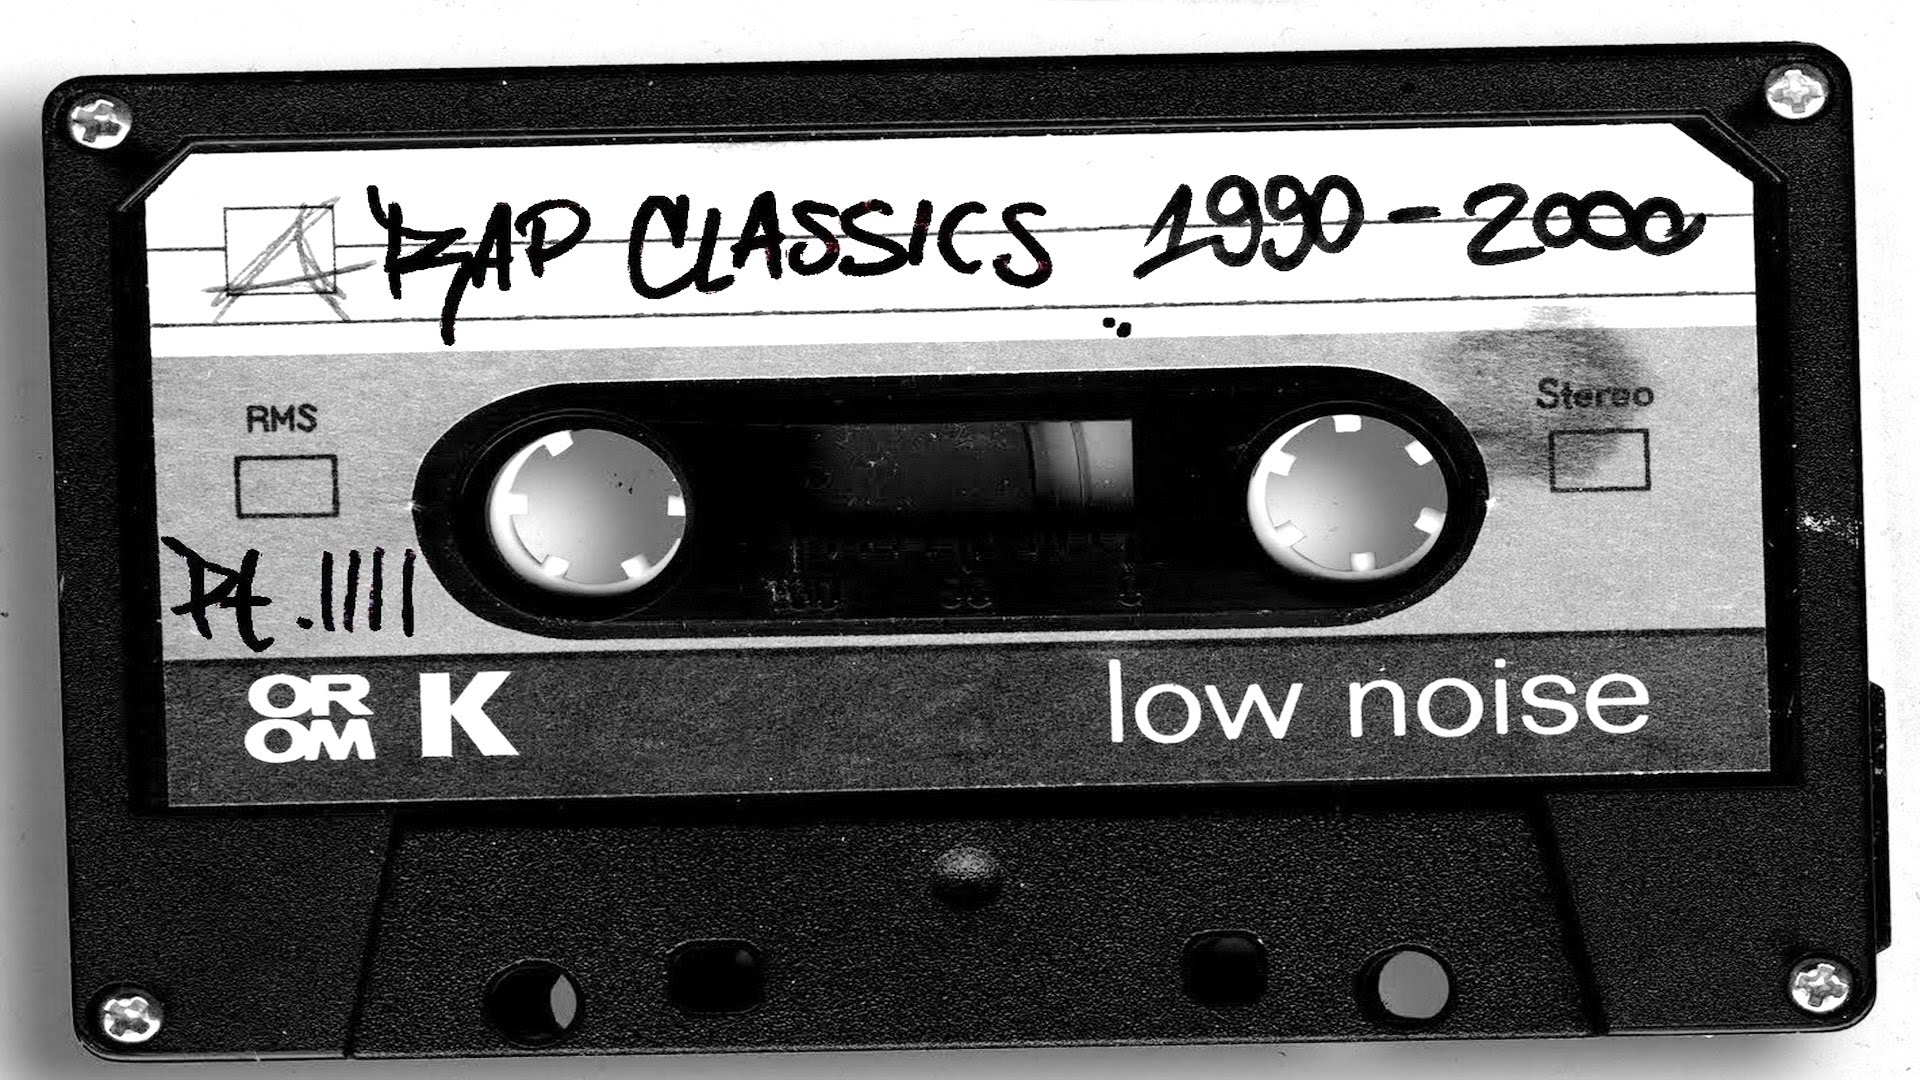 A RAP CLASSICS 1990-2000
RMS
Stereo
Pt. IIII
OR
OM K
low noise